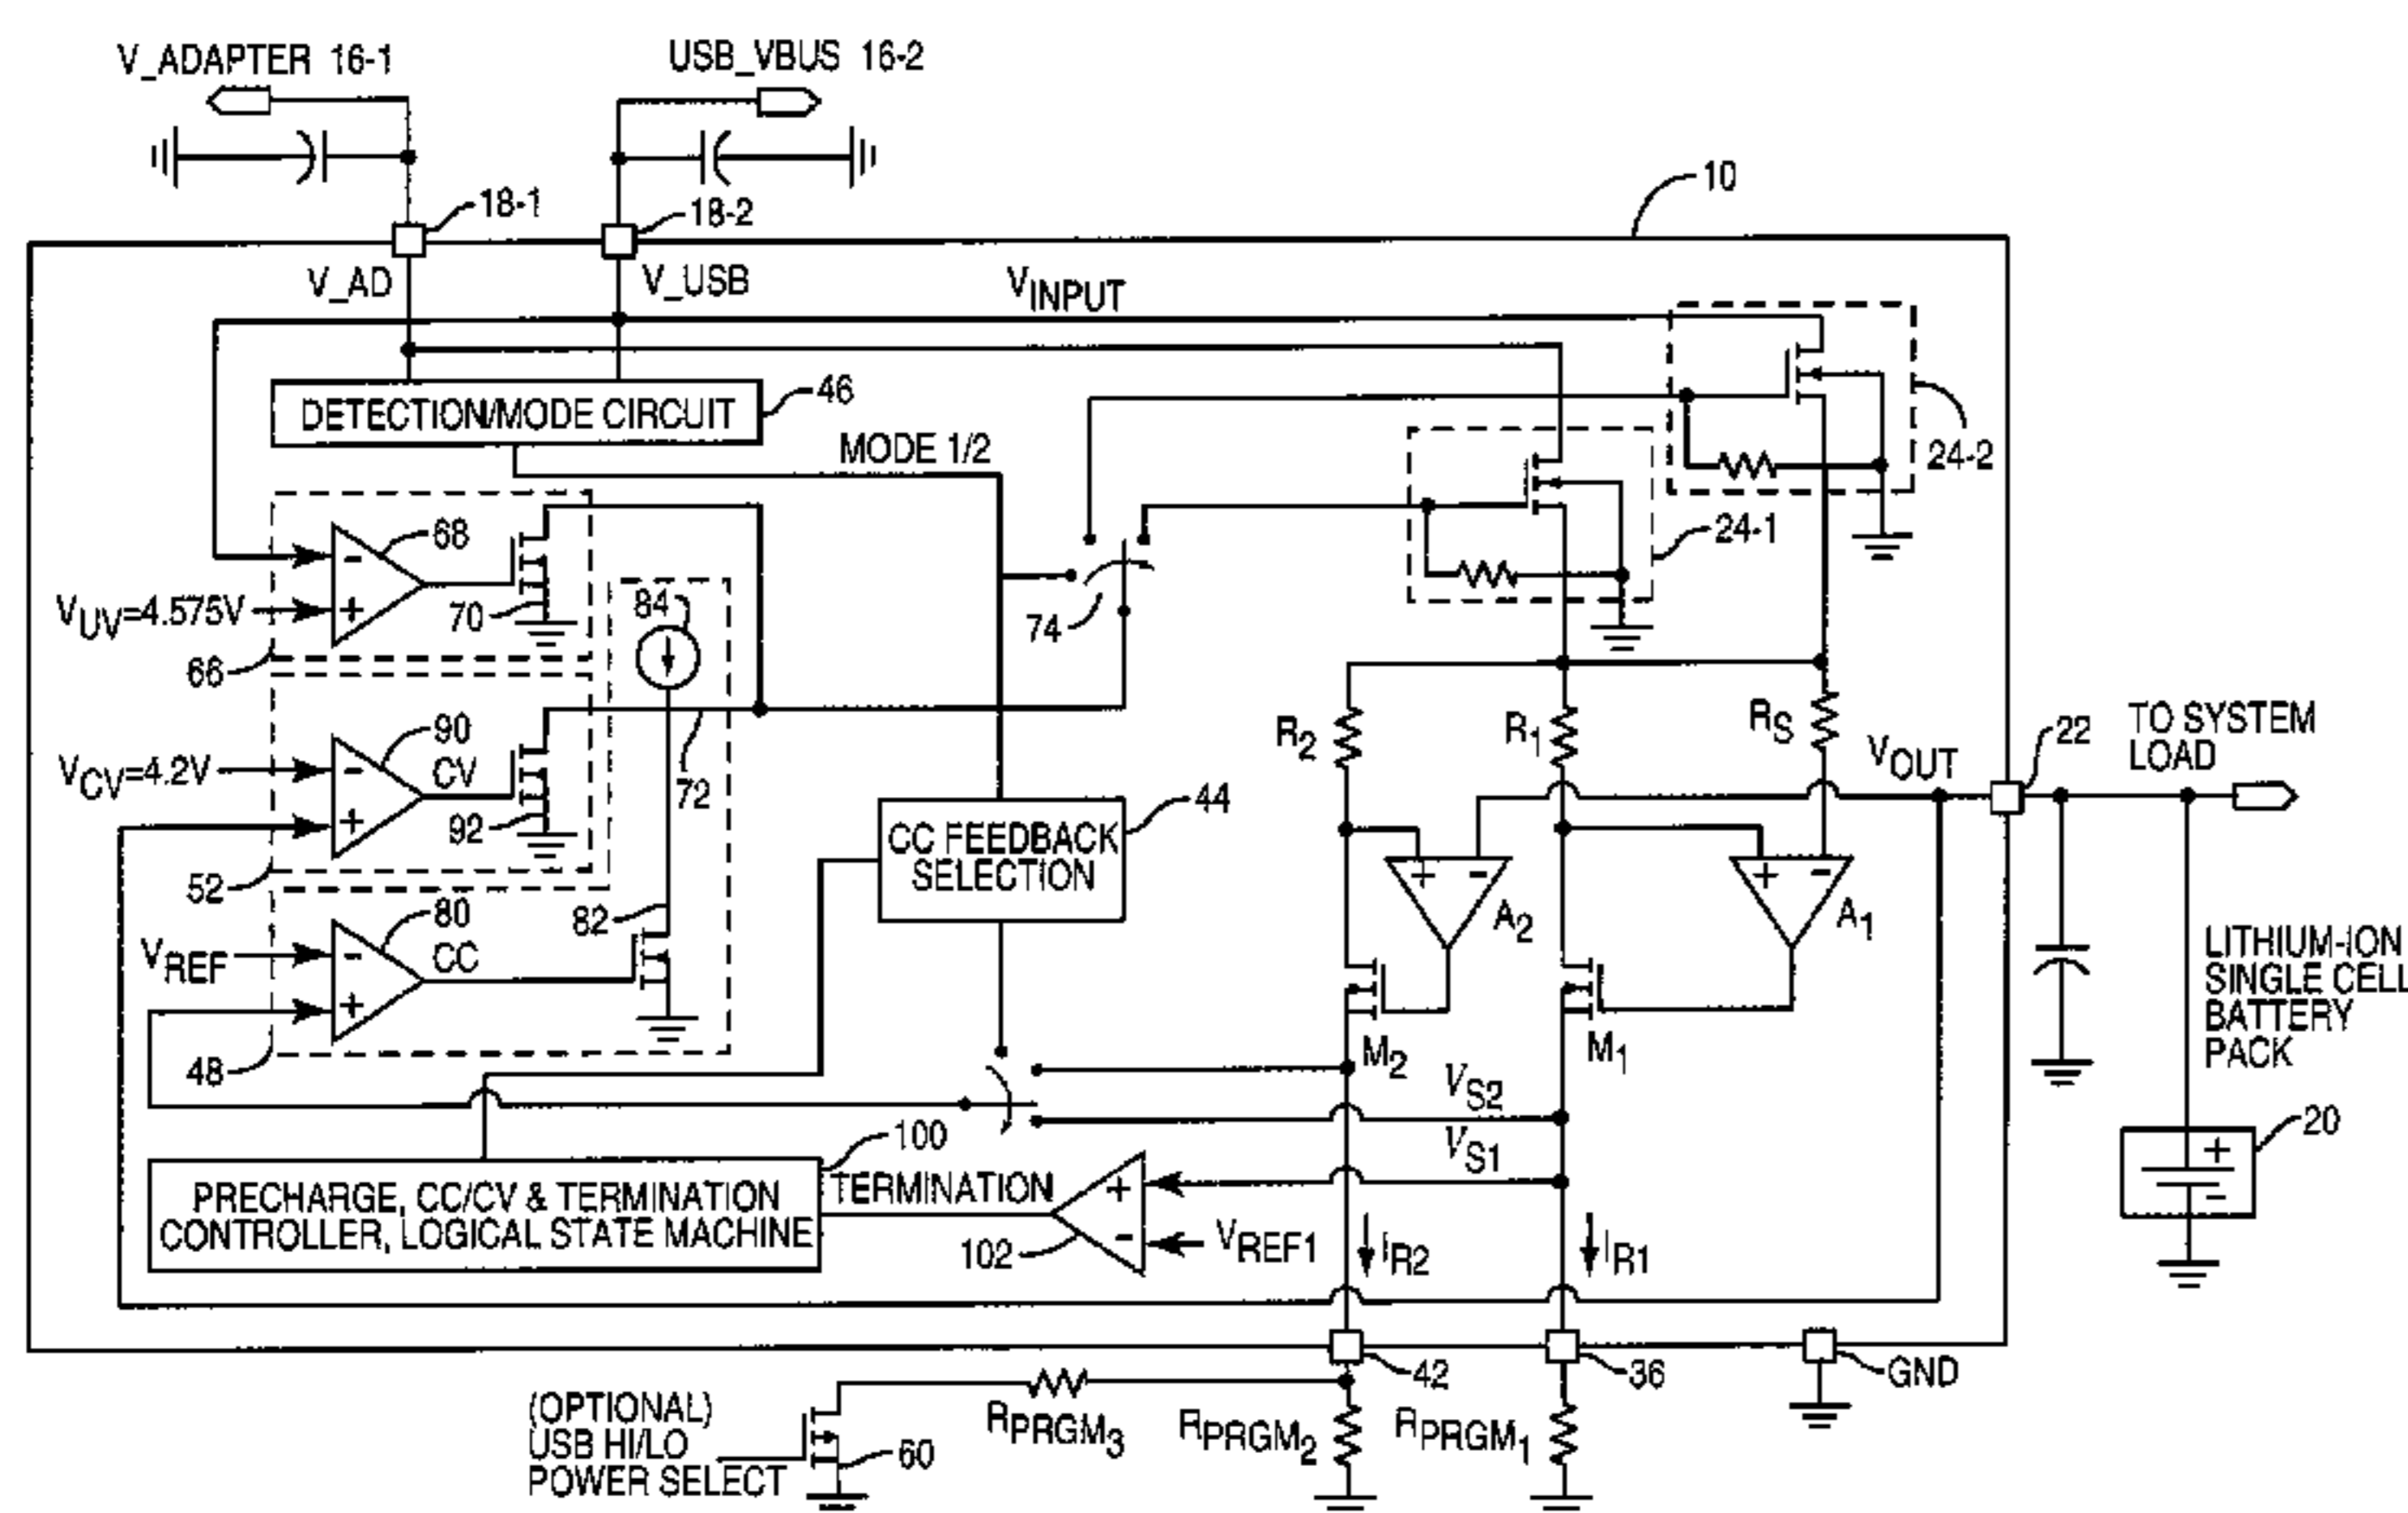 V_ADAPTER 16-1
USB_VBUS 16-2
10
18-1
18-2
V_AD
V_USB
VINPUT
DETECTION/MODE CIRCUIT
46
MODE 1/2
24-2
24-1
68
-
+
VUV=4.575V
70
66
84
74
90
CV
-
+
VCV=4.2V
92
52
72
82
80
CC
-
+
VREF
48
CC FEEDBACK
SELECTION
44
R2
R1
RS
VOUT
22
TO SYSTEM
LOAD
+ -
A2
+ -
A1
LITHIUM-ION
SINGLE CELL
BATTERY
PACK
M2
M1
VS2
VS1
20
+
-
100
PRECHARGE, CC/CV & TERMINATION
CONTROLLER, LOGICAL STATE MACHINE
TERMINATION
+
-
102
VREF1
IR2
IR1
42
36
GND
(OPTIONAL)
USB HI/LO
POWER SELECT
60
RPRGM3
RPRGM2
RPRGM1